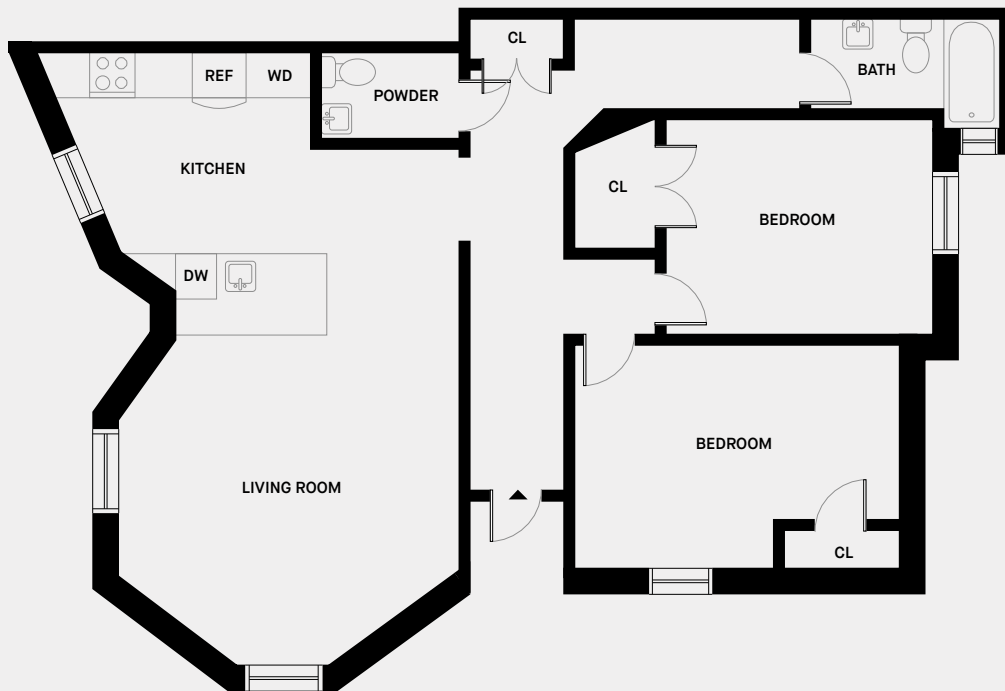 CL
REF
WD
POWDER
BATH
KITCHEN
CL
BEDROOM
DW
BEDROOM
LIVING ROOM
CL